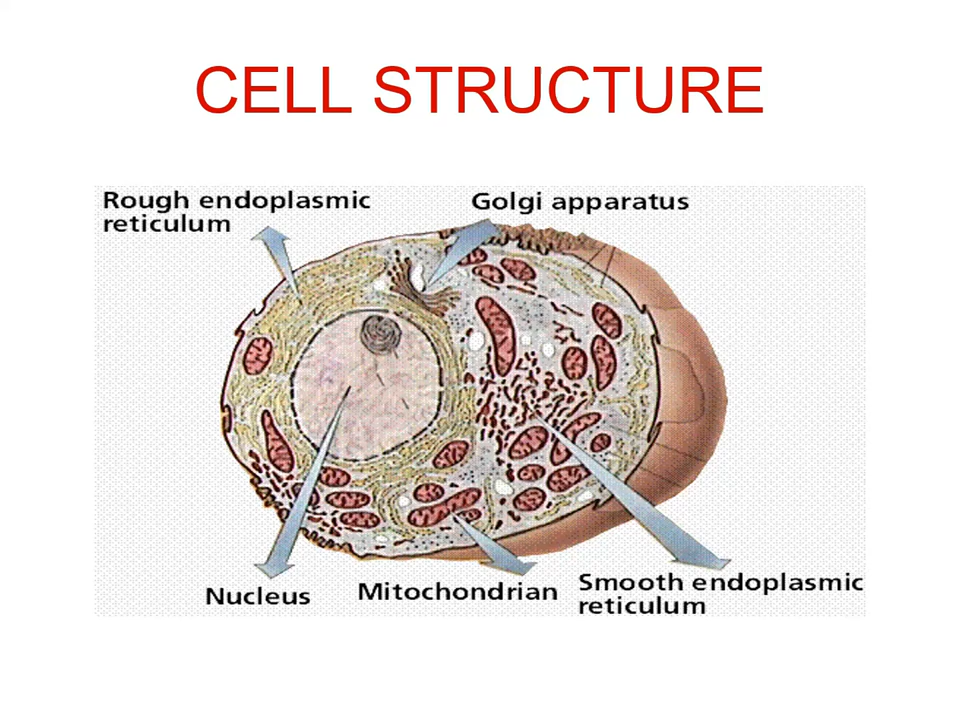 CELL STRUCTURE
Rough endoplasmic
reticulum
Golgi apparatus
Nucleus
Mitochondrian
Smooth endoplasmic
reticulum